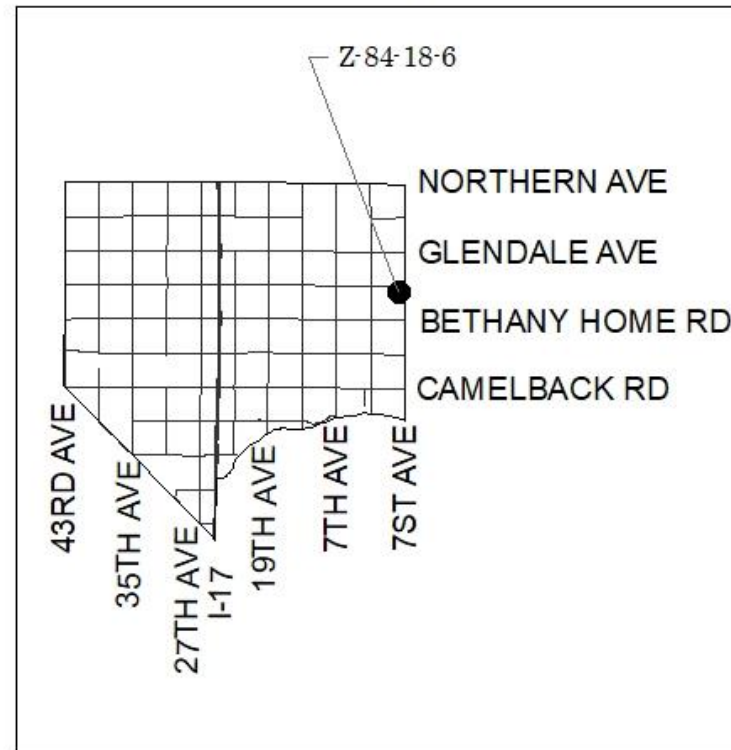 Z-84-18-6
NORTHERN AVE
GLENDALE AVE
BETHANY HOME RD
CAMELBACK RD
43RD AVE
35TH AVE
27TH AVE
I-17
19TH AVE
7TH AVE
7ST AVE